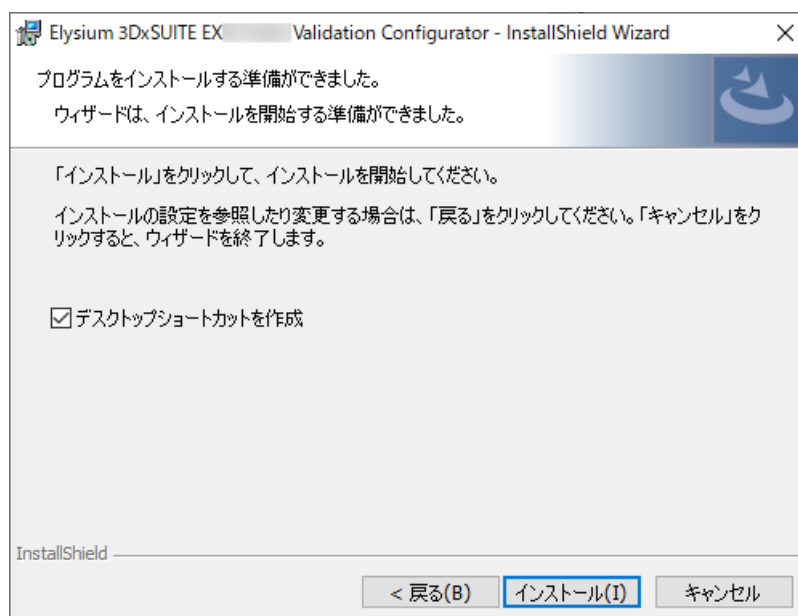 Elysium 3DxSUITE EX Validation Configurator - InstallShield Wizard
プログラムをインストールする準備ができました。
ウィザードは、インストールを開始する準備ができました。
「インストール」をクリックして、インストールを開始してください。
インストールの設定を参照したり変更する場合は、「戻る」をクリックしてください。「キャンセル」をク
リックすると、ウィザードを終了します。
デスクトップショートカットを作成
InstallShield
< 戻る(B)
インストール(I)
キャンセル